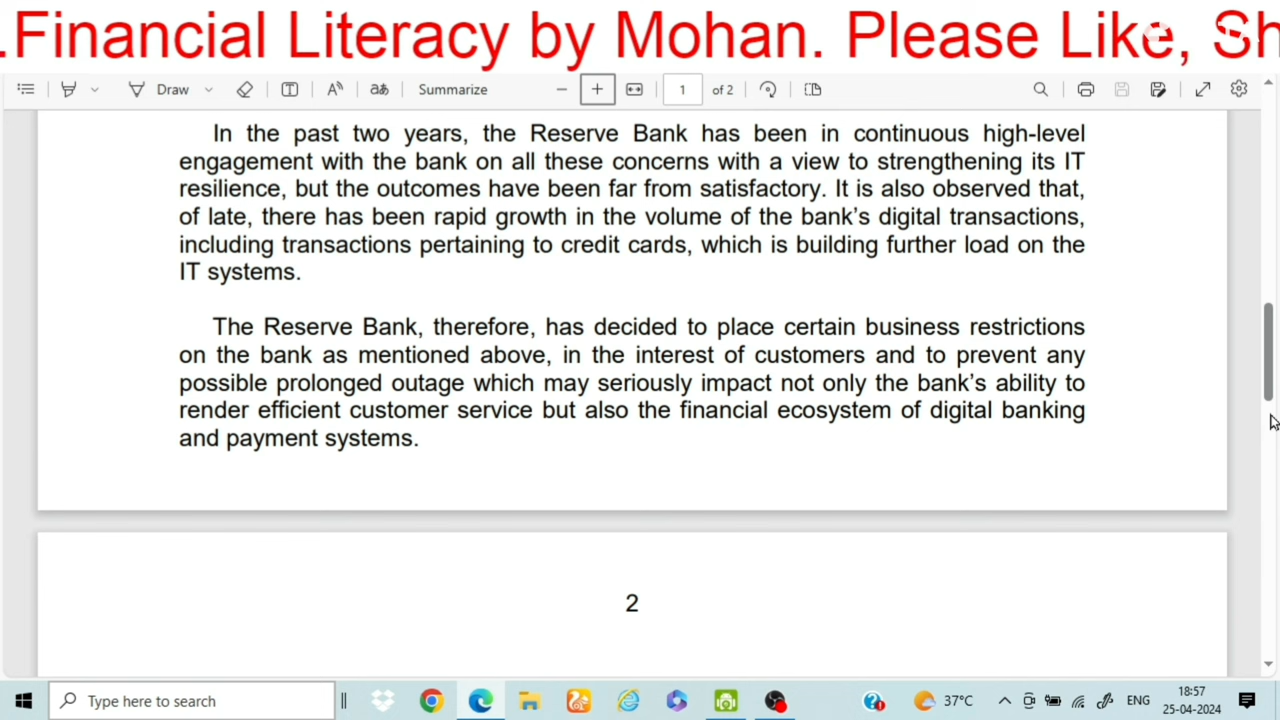 .Financial Literacy by Mohan. Please Like, Sh
Draw
Summarize
1 of 2
In the past two years, the Reserve Bank has been in continuous high-level
engagement with the bank on all these concerns with a view to strengthening its IT
resilience, but the outcomes have been far from satisfactory. It is also observed that,
of late, there has been rapid growth in the volume of the bank’s digital transactions,
including transactions pertaining to credit cards, which is building further load on the
IT systems.
The Reserve Bank, therefore, has decided to place certain business restrictions
on the bank as mentioned above, in the interest of customers and to prevent any
possible prolonged outage which may seriously impact not only the bank’s ability to
render efficient customer service but also the financial ecosystem of digital banking
and payment systems.
2
Type here to search
37°C
ENG
18:57
25-04-2024